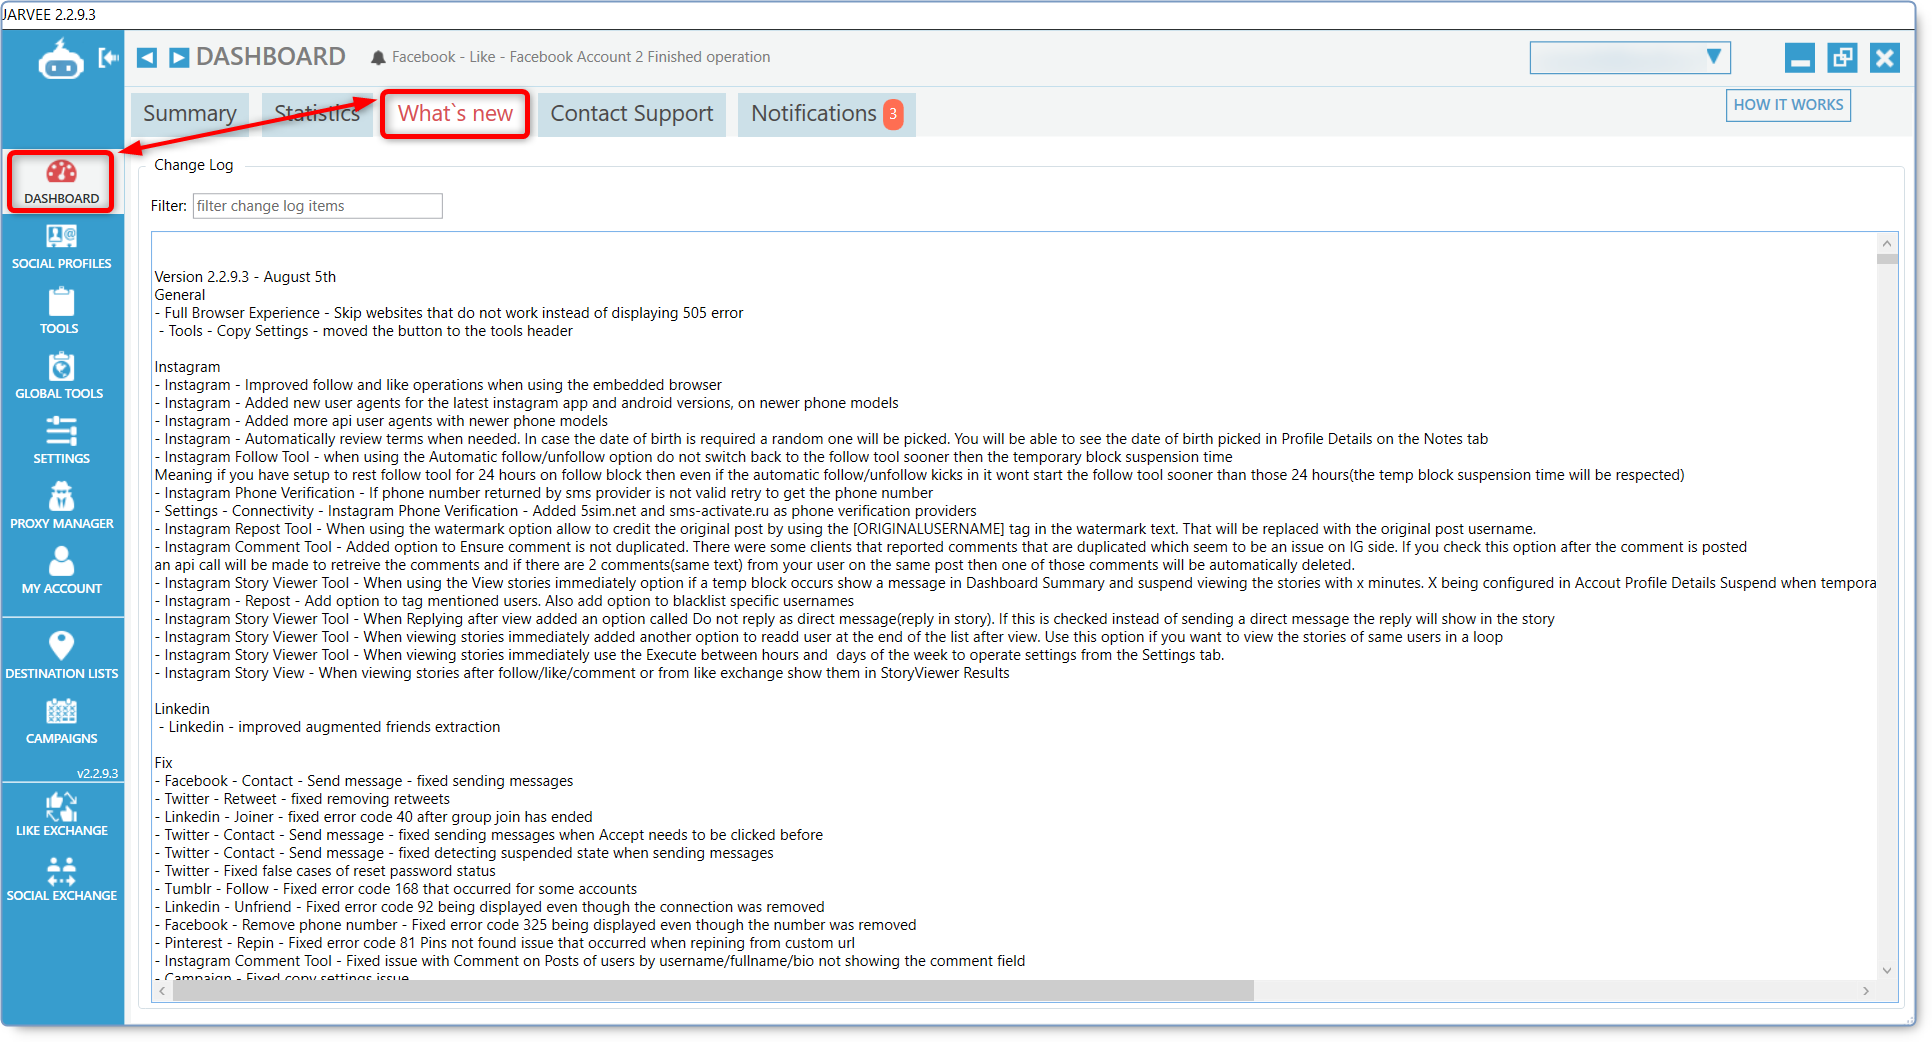 JARVEE 2.2.9.3
DASHBOARD
Facebook - Like - Facebook Account 2 Finished operation
Summary
Statistics
What`s new
Contact Support
Notifications 3
HOW IT WORKS
DASHBOARD
SOCIAL PROFILES
TOOLS
GLOBAL TOOLS
SETTINGS
PROXY MANAGER
MY ACCOUNT
DESTINATION LISTS
CAMPAIGNS
v2.2.9.3
LIKE EXCHANGE
SOCIAL EXCHANGE
Change Log
Filter: filter change log items
Version 2.2.9.3 - August 5th
General
- Full Browser Experience - Skip websites that do not work instead of displaying 505 error
- Tools - Copy Settings - moved the button to the tools header
Instagram
- Instagram - Improved follow and like operations when using the embedded browser
- Instagram - Added new user agents for the latest instagram app and android versions, on newer phone models
- Instagram - Added more api user agents with newer phone models
- Instagram - Automatically review terms when needed. In case the date of birth is required a random one will be picked. You will be able to see the date of birth picked in Profile Details on the Notes tab
- Instagram Follow Tool - when using the Automatic follow/unfollow option do not switch back to the follow tool sooner then the temporary block suspension time
Meaning if you have setup to rest follow tool for 24 hours on follow block then even if the automatic follow/unfollow kicks in it wont start the follow tool sooner than those 24 hours(the temp block suspension time will be respected)
- Instagram Phone Verification - If phone number returned by sms provider is not valid retry to get the phone number
- Settings - Connectivity - Instagram Phone Verification - Added 5sim.net and sms-activate.ru as phone verification providers
- Instagram Repost Tool - When using the watermark option allow to credit the original post by using the [ORIGINALUSERNAME] tag in the watermark text. That will be replaced with the original post username.
- Instagram Comment Tool - Added option to Ensure comment is not duplicated. There were some clients that reported comments that are duplicated which seem to be an issue on IG side. If you check this option after the comment is posted
an api call will be made to retreive the comments and if there are 2 comments(same text) from your user on the same post then one of those comments will be automatically deleted.
- Instagram Story Viewer Tool - When using the View stories immediately option if a temp block occurs show a message in Dashboard Summary and suspend viewing the stories with x minutes. X being configured in Accout Profile Details Suspend when tempora
- Instagram - Repost - Add option to tag mentioned users. Also add option to blacklist specific usernames
- Instagram Story Viewer Tool - When Replying after view added an option called Do not reply as direct message(reply in story). If this is checked instead of sending a direct message the reply will show in the story
- Instagram Story Viewer Tool - When viewing stories immediately added another option to readd user at the end of the list after view. Use this option if you want to view the stories of same users in a loop
- Instagram Story Viewer Tool - When viewing stories immediately use the Execute between hours and  days of the week to operate settings from the Settings tab.
- Instagram Story View - When viewing stories after follow/like/comment or from like exchange show them in StoryViewer Results
Linkedin
- Linkedin - improved augmented friends extraction
Fix
- Facebook - Contact - Send message - fixed sending messages
- Twitter - Retweet - fixed removing retweets
- Linkedin - Joiner - fixed error code 40 after group join has ended
- Twitter - Contact - Send message - fixed sending messages when Accept needs to be clicked before
- Twitter - Contact - Send message - fixed detecting suspended state when sending messages
- Twitter - Fixed false cases of reset password status
- Tumblr - Follow - Fixed error code 168 that occurred for some accounts
- Linkedin - Unfriend - Fixed error code 92 being displayed even though the connection was removed
- Facebook - Remove phone number - Fixed error code 325 being displayed even though the number was removed
- Pinterest - Repin - Fixed error code 81 Pins not found issue that occurred when repining from custom url
- Instagram Comment Tool - Fixed issue with Comment on Posts of users by username/fullname/bio not showing the comment field
- Campaign - Fixed copy settings issue